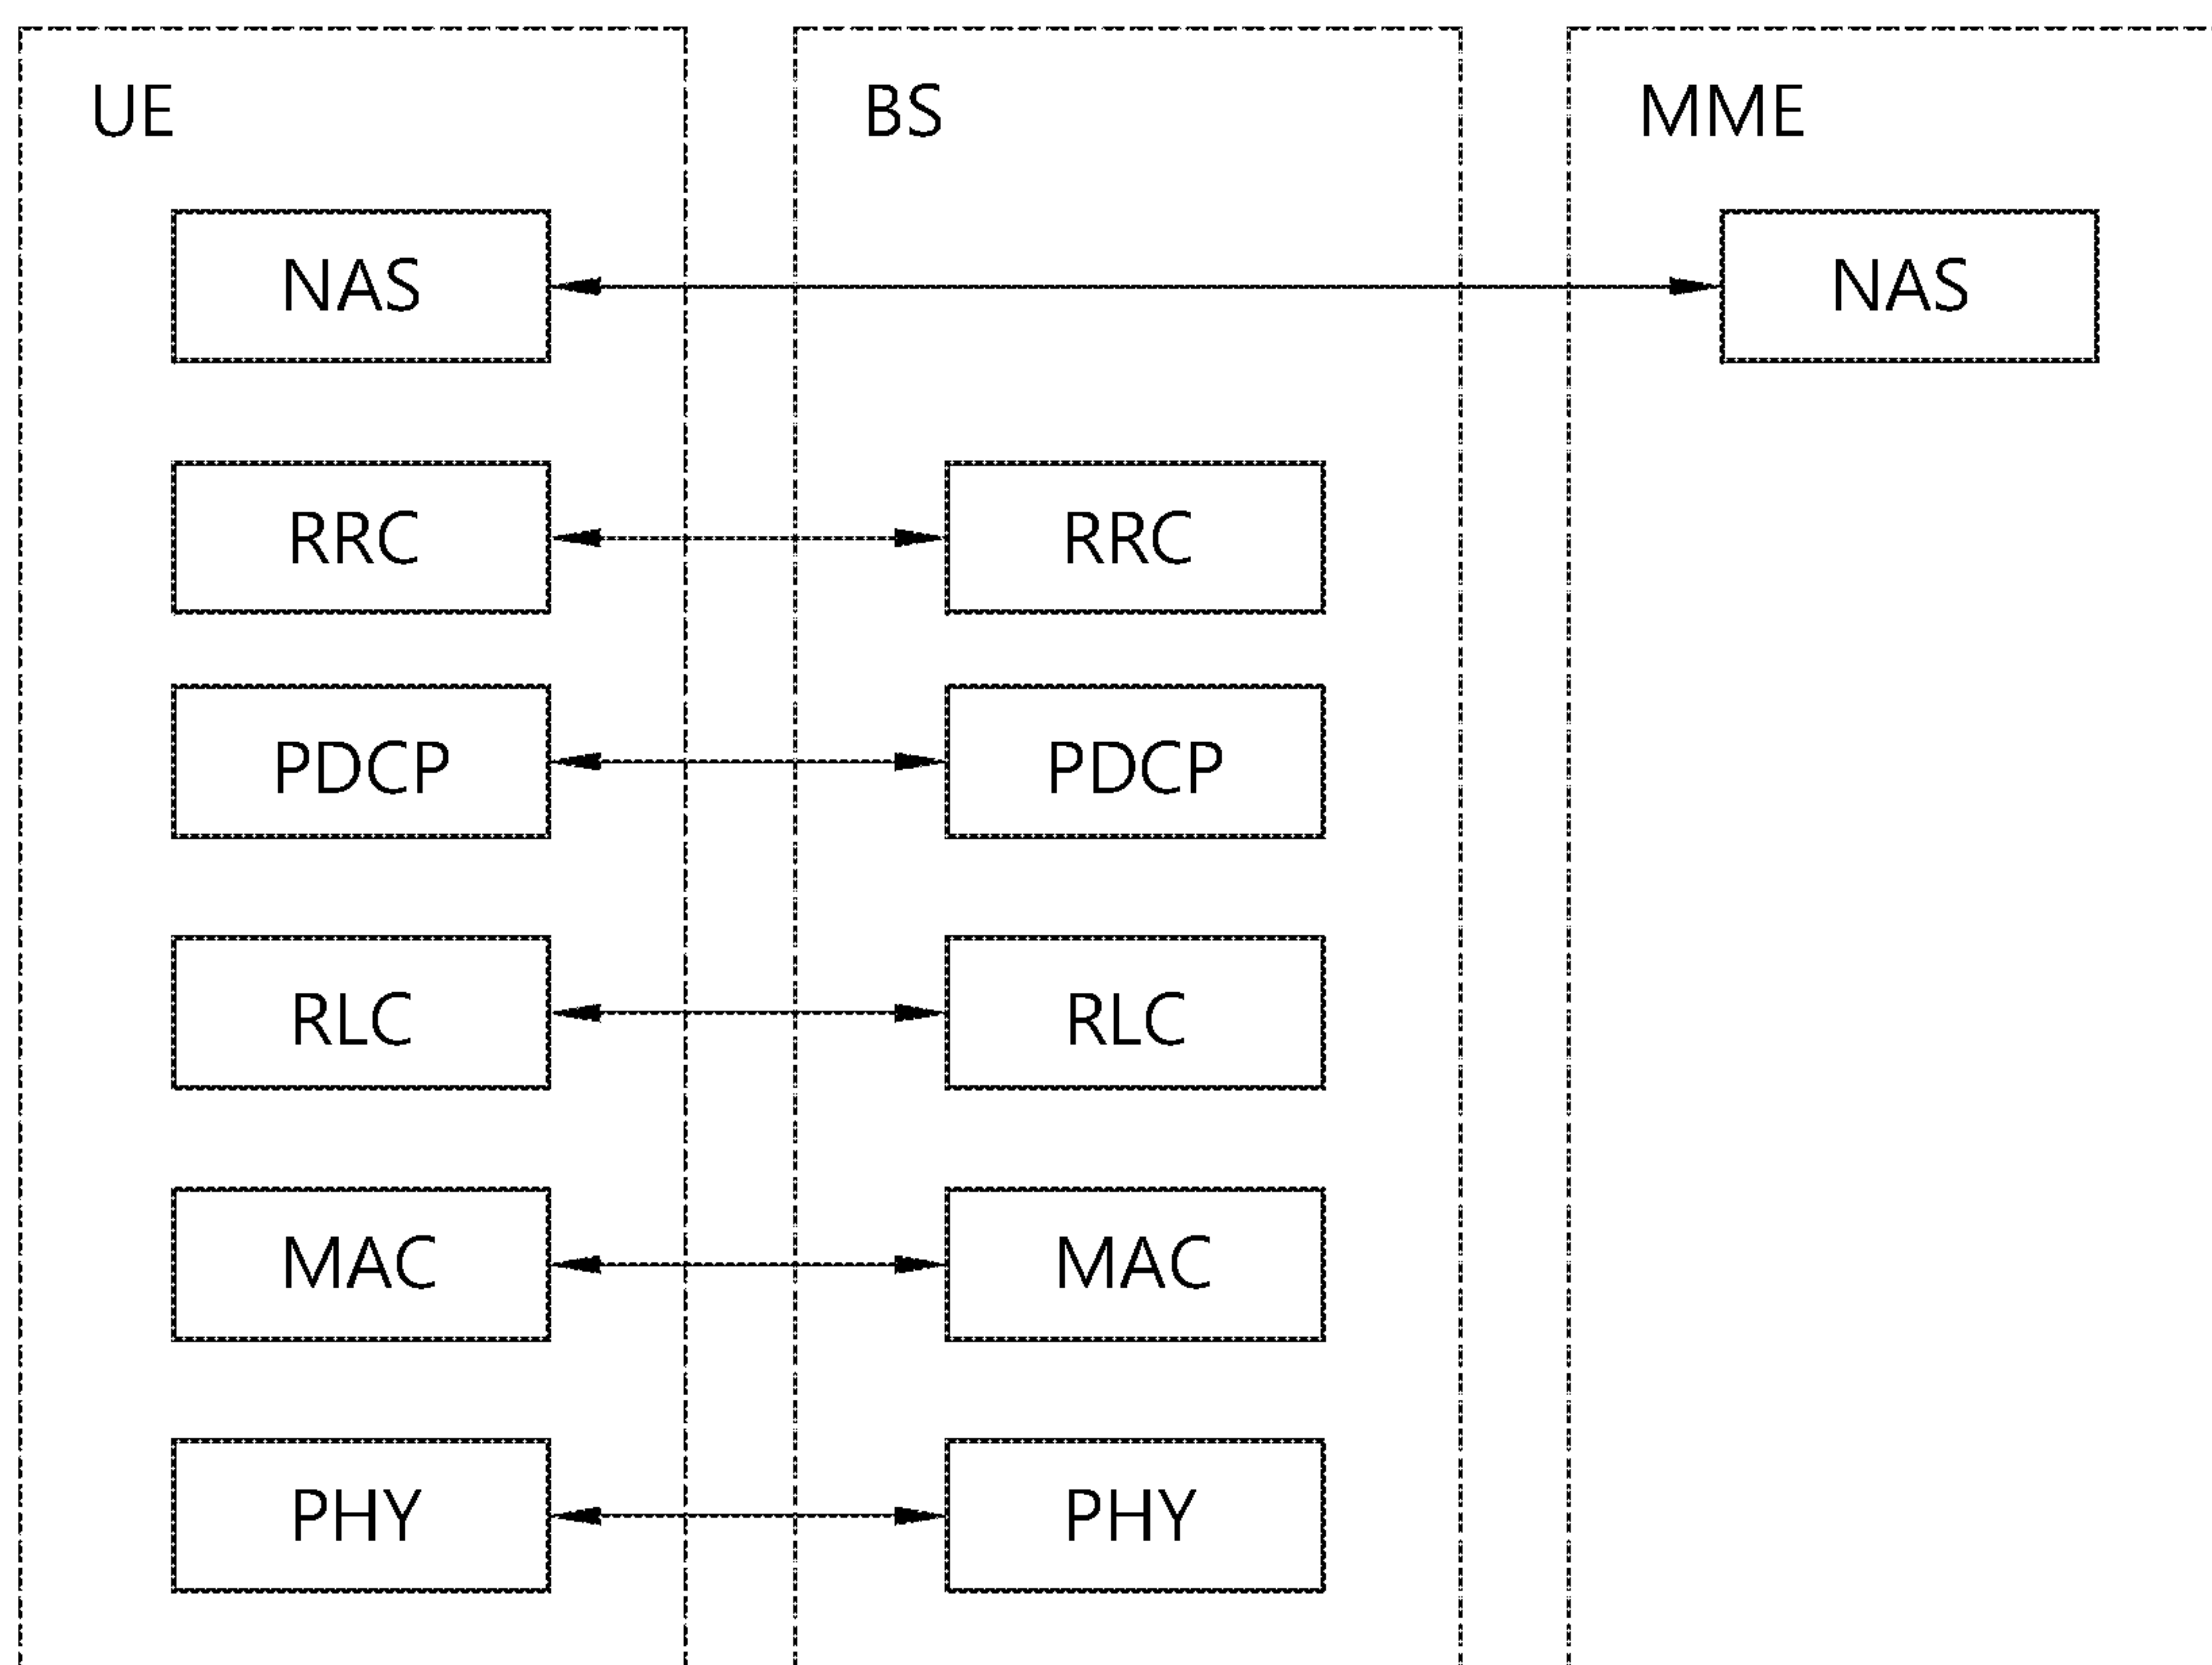 UE
BS
MME
NAS
NAS
RRC
RRC
PDCP
PDCP
RLC
RLC
MAC
MAC
PHY
PHY